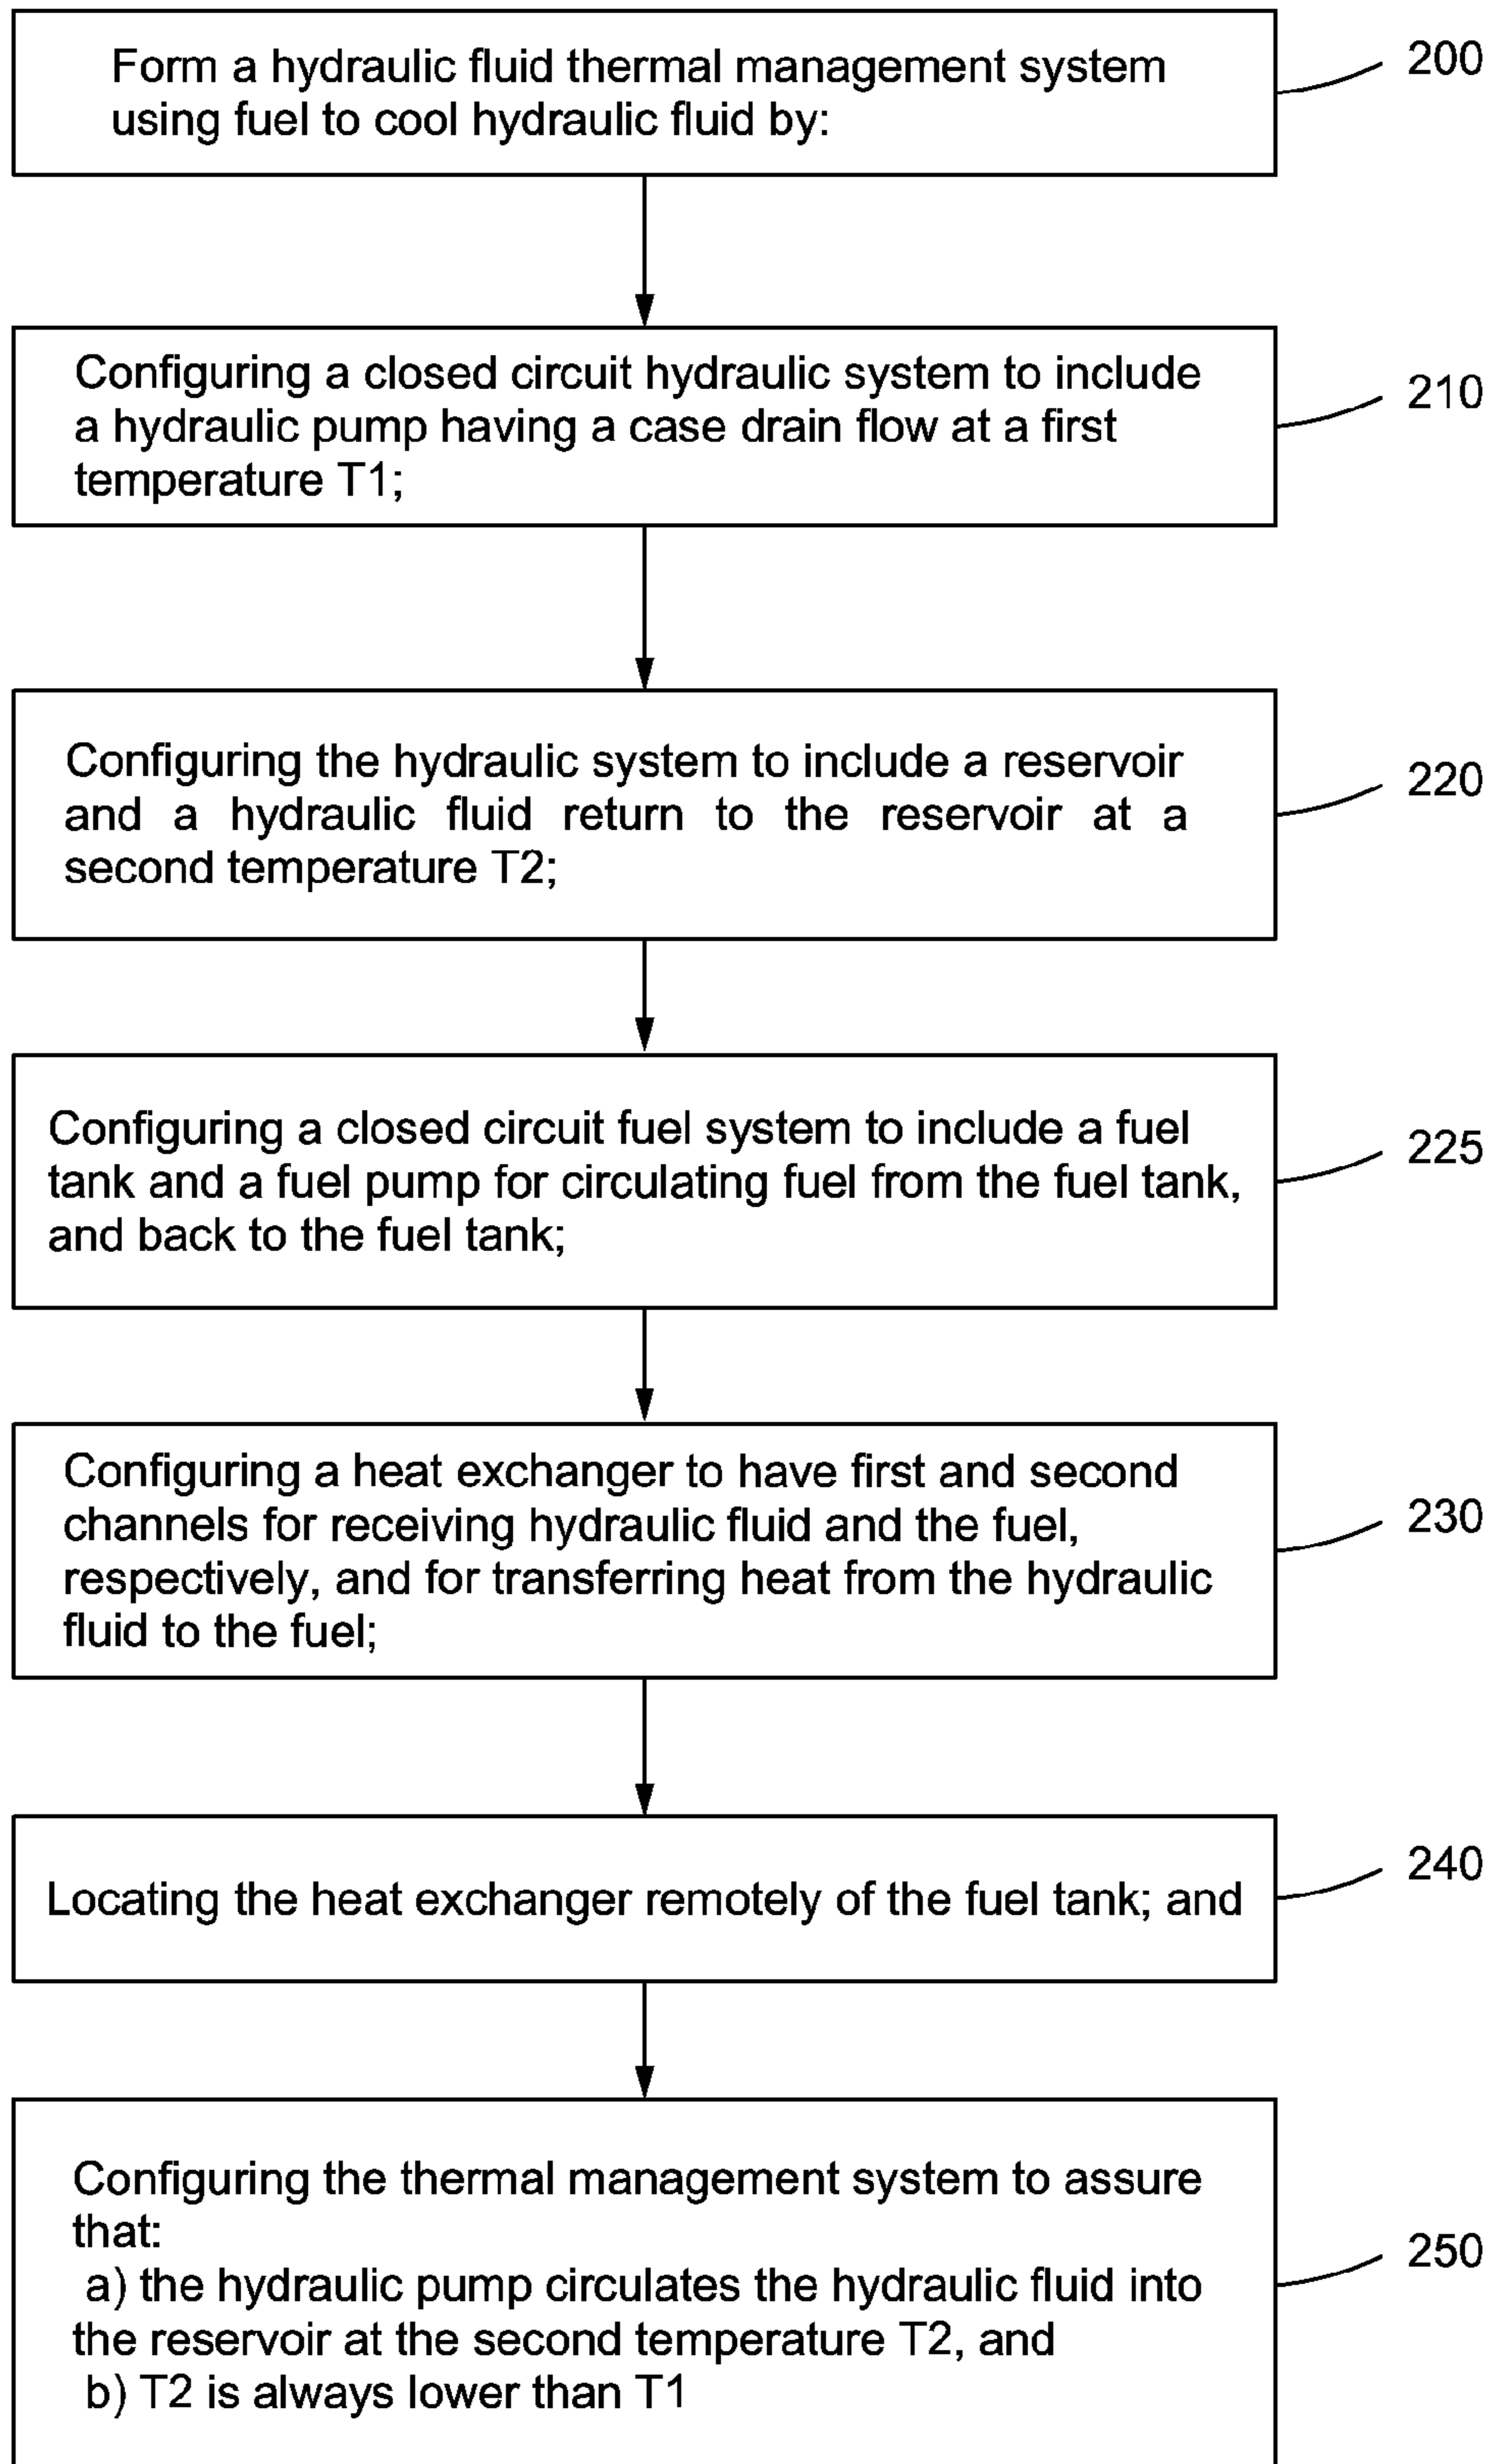 Form a hydraulic fluid thermal management system
using fuel to cool hydraulic fluid by:
200
Configuring a closed circuit hydraulic system to include
a hydraulic pump having a case drain flow at a first
temperature T1;
210
Configuring the hydraulic system to include a reservoir
and a hydraulic fluid return to the reservoir at a
second temperature T2;
220
Configuring a closed circuit fuel system to include a fuel
tank and a fuel pump for circulating fuel from the fuel tank,
and back to the fuel tank;
225
Configuring a heat exchanger to have first and second
channels for receiving hydraulic fluid and the fuel,
respectively, and for transferring heat from the hydraulic
fluid to the fuel;
230
Locating the heat exchanger remotely of the fuel tank; and
240
Configuring the thermal management system to assure
that:
a) the hydraulic pump circulates the hydraulic fluid into
the reservoir at the second temperature T2, and
b) T2 is always lower than T1
250